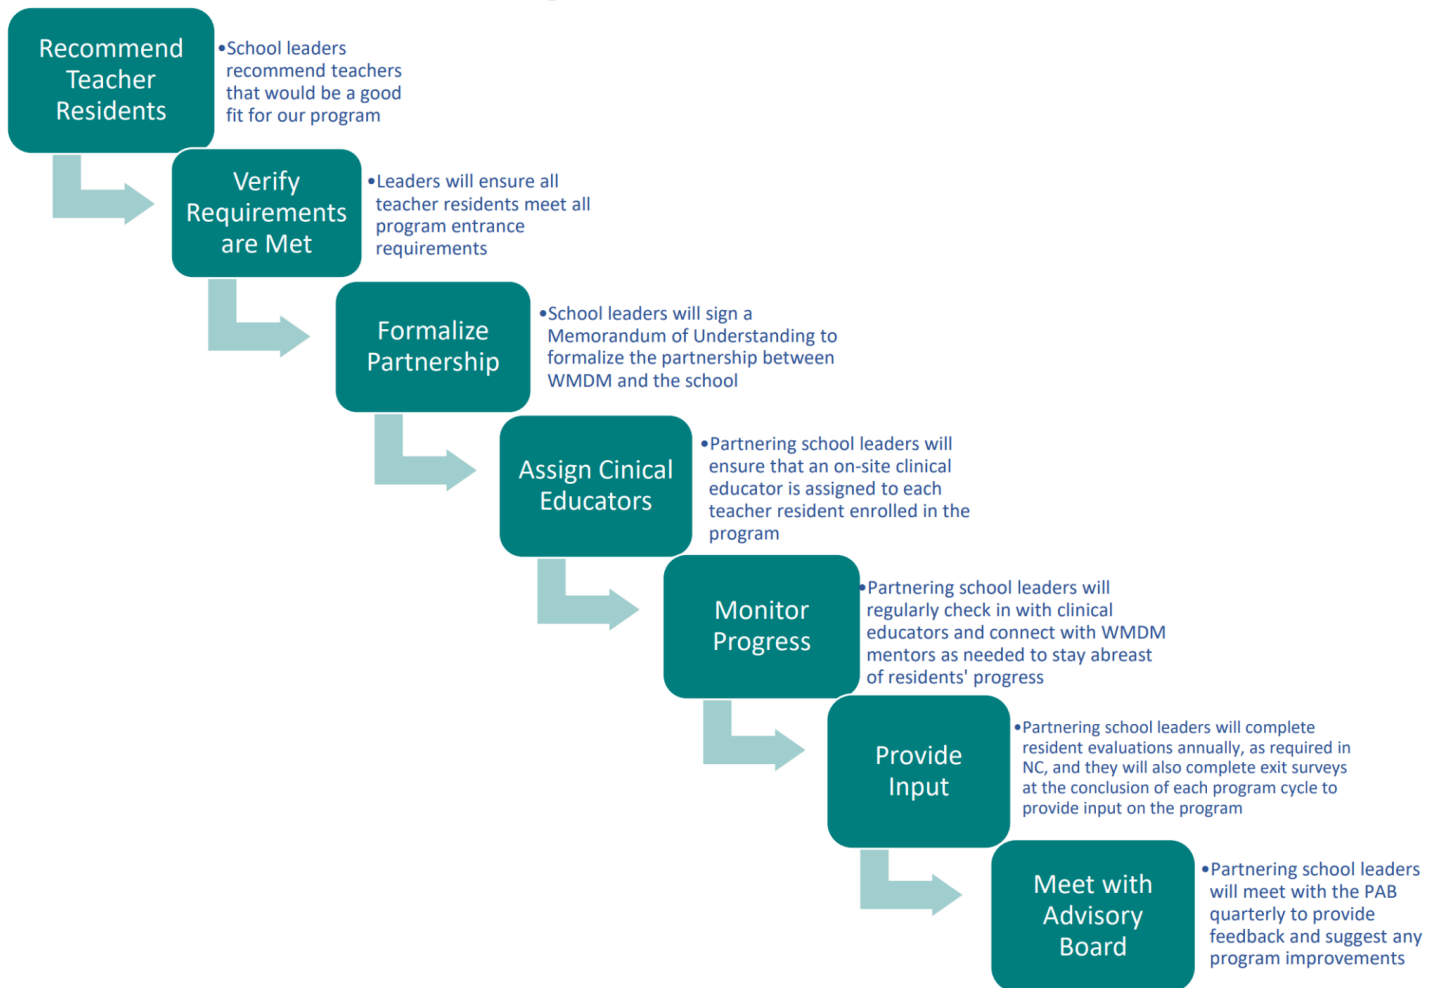 Recommend
Teacher
Residents
•School leaders
recommend teachers
that would be a good
fit for our program
Verify
Requirements
are Met
•Leaders will ensure all
teacher residents meet all
program entrance
requirements
Formalize
Partnership
•School leaders will sign a
Memorandum of Understanding to
formalize the partnership between
WMDM and the school
Assign Cinical
Educators
•Partnering school leaders will
ensure that an on-site clinical
educator is assigned to each
teacher resident enrolled in the
program
Monitor
Progress
•Partnering school leaders will
regularly check in with clinical
educators and connect with WMDM
mentors as needed to stay abreast
of residents' progress
Provide
Input
•Partnering school leaders will complete
resident evaluations annually, as required in
NC, and they will also complete exit surveys
at the conclusion of each program cycle to
provide input on the program
Meet with
Advisory
Board
•Partnering school leaders
will meet with the PAB
quarterly to provide
feedback and suggest any
program improvements